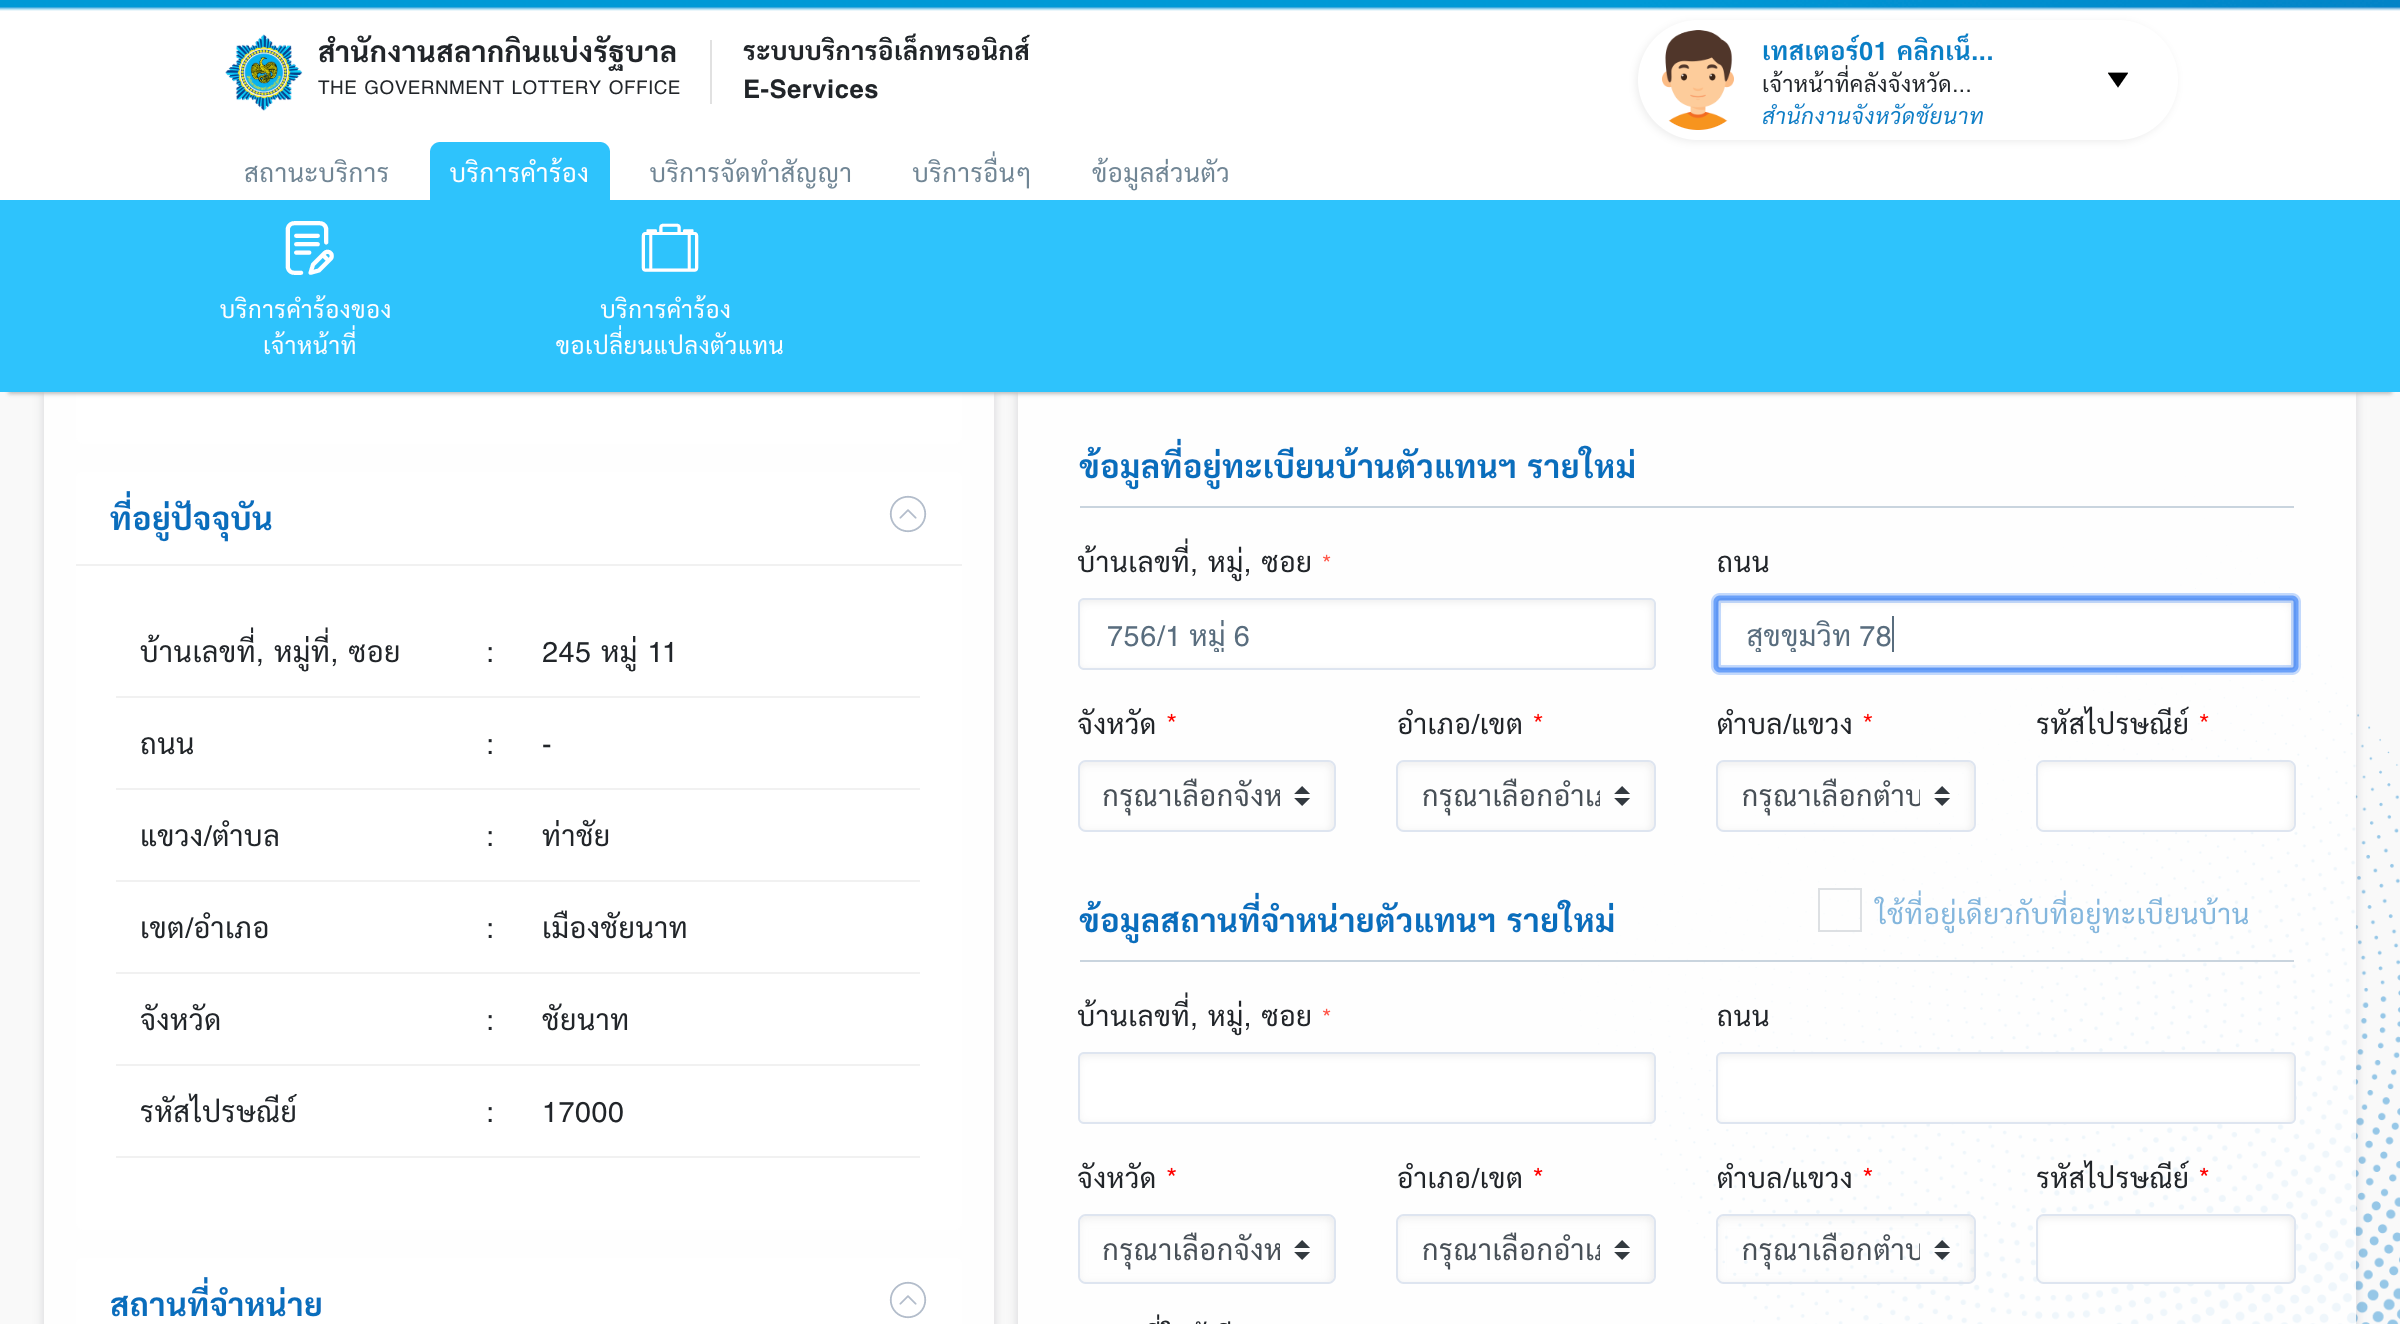 สำนักงานสลากกินแบ่งรัฐบาล
THE GOVERNMENT LOTTERY OFFICE
ระบบบริการอิเล็กทรอนิกส์
E-Services
เทสเตอร์01 คลิกเน็...
เจ้าหน้าที่คลังจังหวัด...
สำนักงานจังหวัดชัยนาท
สถานะบริการ
บริการคำร้อง
บริการจัดทำสัญญา
บริการอื่นๆ
ข้อมูลส่วนตัว
บริการคำร้องของ
เจ้าหน้าที่
บริการคำร้อง
ขอเปลี่ยนแปลงตัวแทน
ที่อยู่ปัจจุบัน
บ้านเลขที่, หมู่ที่, ซอย : 245 หมู่ 11
ถนน : -
แขวง/ตำบล : ท่าชัย
เขต/อำเภอ : เมืองชัยนาท
จังหวัด : ชัยนาท
รหัสไปรษณีย์ : 17000
สถานที่จำหน่าย
ข้อมูลที่อยู่ทะเบียนบ้านตัวแทนฯ รายใหม่
บ้านเลขที่, หมู่, ซอย *
ถนน
756/1 หมู่ 6
สุขขุมวิท 78
จังหวัด *
อำเภอ/เขต *
ตำบล/แขวง *
รหัสไปรษณีย์ *
กรุณาเลือกจังห
กรุณาเลือกอำเ
กรุณาเลือกตำบ
ข้อมูลสถานที่จำหน่ายตัวแทนฯ รายใหม่
ใช้ที่อยู่เดียวกับที่อยู่ทะเบียนบ้าน
บ้านเลขที่, หมู่, ซอย *
ถนน
จังหวัด *
อำเภอ/เขต *
ตำบล/แขวง *
รหัสไปรษณีย์ *
กรุณาเลือกจังห
กรุณาเลือกอำเ
กรุณาเลือกตำบ